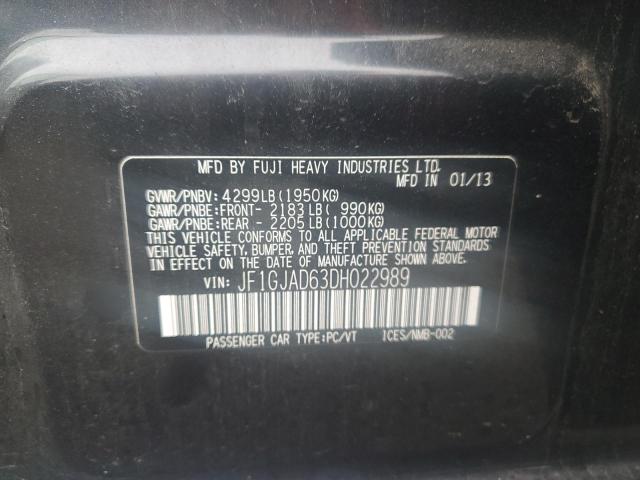 MFD BY FUJI HEAVY INDUSTRIES LTD.
MFD IN 01/13
GVWR/PNBV: 4299LB(1950KG)
GAWR/PNBE:FRONT- 2183LB( 990KG)
GAWR/PNBE:REAR - 2205LB(1000KG)
THIS VEHICLE CONFORMS TO ALL APPLICABLE FEDERAL MOTOR
VEHICLE SAFETY, BUMPER, AND THEFT PREVENTION STANDARDS
IN EFFECT ON THE DATE OF MANUFACTURE SHOWN ABOVE.
VIN: JF1GJAD63DH022989
PASSENGER CAR TYPE:PC/VT ICES/NMB-002